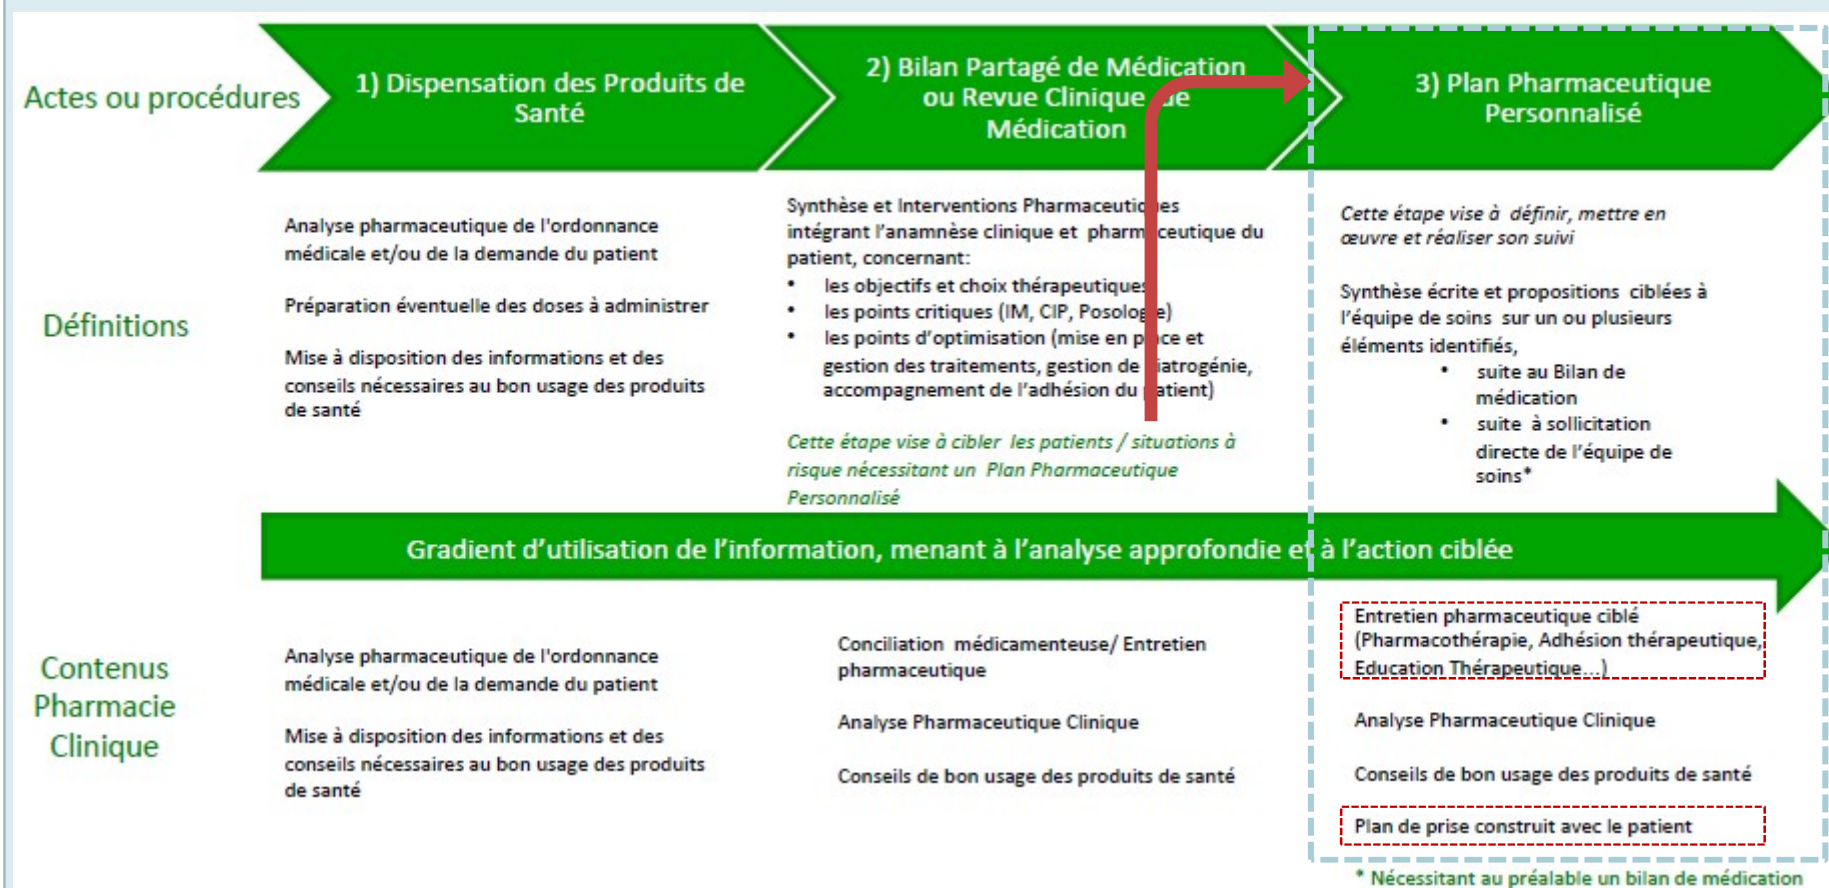 Actes ou procédures
1) Dispensation des Produits de
Santé
2) Bilan Partagé de Médication
ou Revue Clinique de
Médication
3) Plan Pharmaceutique
Personnalisé
Définitions
Analyse pharmaceutique de l'ordonnance
médicale et/ou de la demande du patient
Préparation éventuelle des doses à administrer
Mise à disposition des informations et des
conseils nécessaires au bon usage des produits
de santé
Synthèse et Interventions Pharmaceutiques
intégrant l'anamnèse clinique et pharmaceutique du
patient, concernant:
• les objectifs et choix thérapeutiques
• les points critiques (IM, CIP, Posologie)
• les points d'optimisation (mise en place et
gestion des traitements, gestion de iatrogénie,
accompagnement de l'adhésion du patient)
Cette étape vise à cibler les patients / situations à
risque nécessitant un Plan Pharmaceutique
Personnalisé
Cette étape vise à définir, mettre en
œuvre et réaliser son suivi
Synthèse écrite et propositions ciblées à
l'équipe de soins sur un ou plusieurs
éléments identifiés,
• suite au Bilan de
médication
• suite à sollicitation
directe de l'équipe de
soins*
Gradient d'utilisation de l'information, menant à l'analyse approfondie et à l'action ciblée
Contenus
Pharmacie
Clinique
Analyse pharmaceutique de l'ordonnance
médicale et/ou de la demande du patient
Mise à disposition des informations et des
conseils nécessaires au bon usage des produits
de santé
Conciliation médicamenteuse/ Entretien
pharmaceutique
Analyse Pharmaceutique Clinique
Conseils de bon usage des produits de santé
Entretien pharmaceutique ciblé
(Pharmacothérapie, Adhésion thérapeutique,
Education Thérapeutique...)
Analyse Pharmaceutique Clinique
Conseils de bon usage des produits de santé
Plan de prise construit avec le patient
* Nécessitant au préalable un bilan de médication